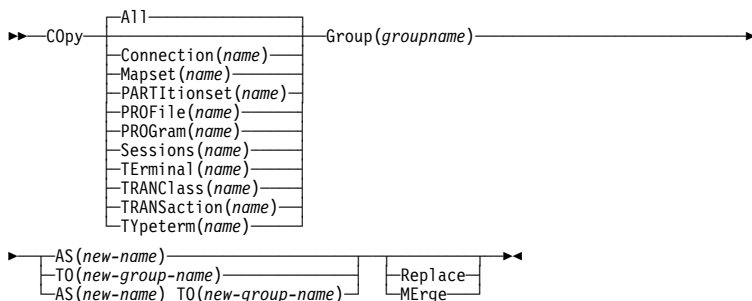 All
COpy Group(groupname)
Connection(name)
Mapset(name)
PARTItionset(name)
PROFile(name)
PROGram(name)
Sessions(name)
TErminal(name)
TRANClass(name)
TRANSaction(name)
TYpeterm(name)
AS(new-name)
TO(new-group-name) Replace
AS(new-name) TO(new-group-name) MErge